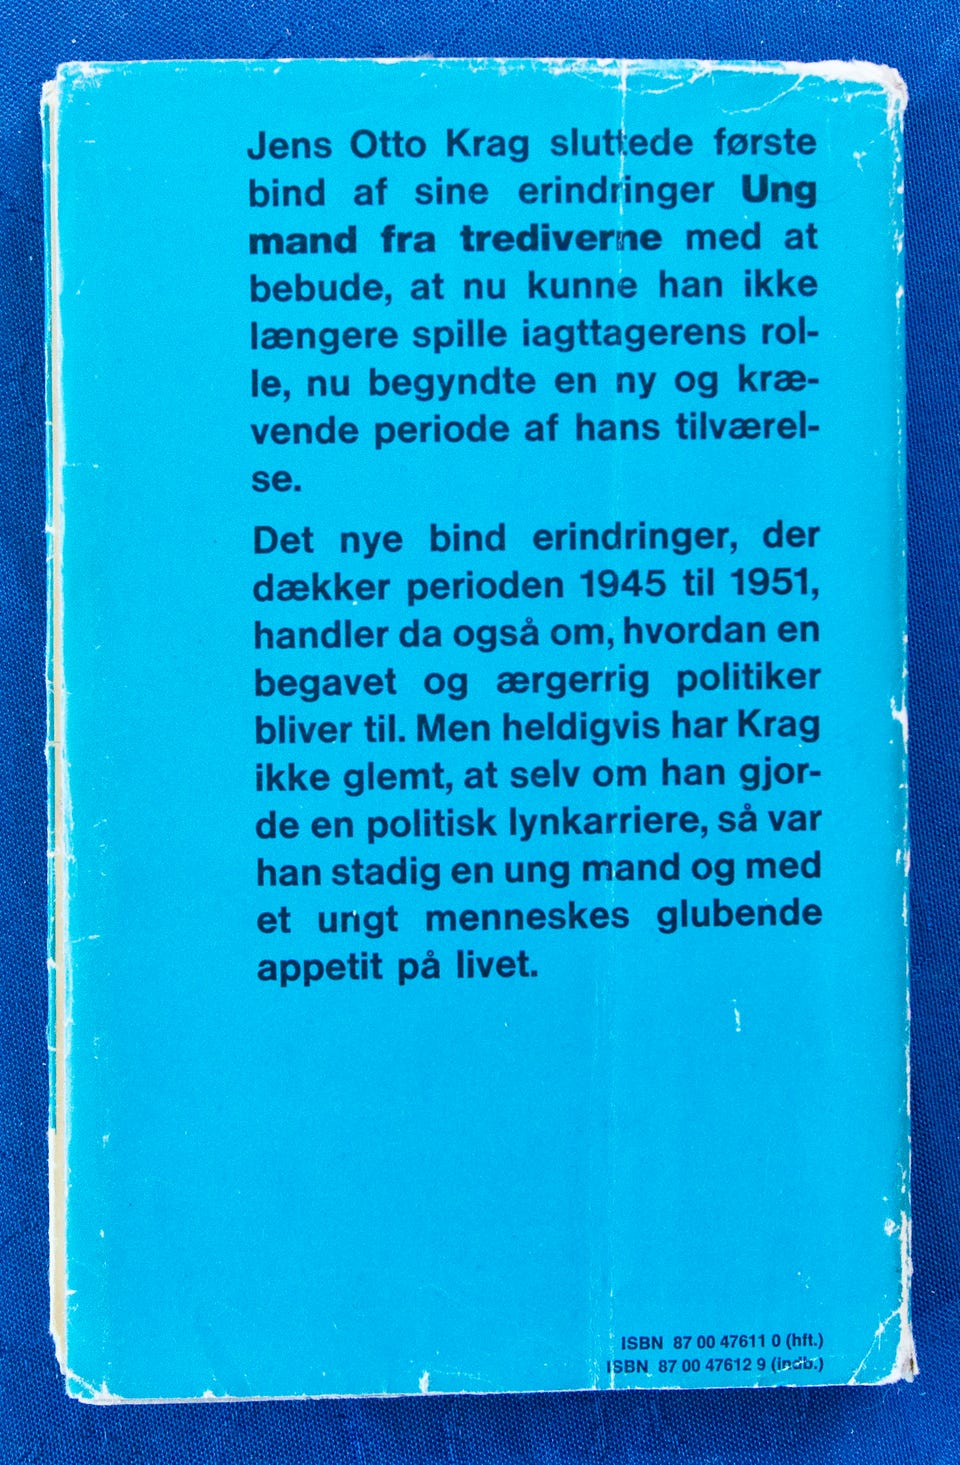 Jens Otto Krag sluttede første
bind af sine erindringer Ung
mand fra trediverne med at
bebude, at nu kunne han ikke
længere spille iagttagerens rol-
le, nu begyndte en ny og kræ-
vende periode af hans tilværel-
se.
Det nye bind erindringer, der
dækker perioden 1945 til 1951,
handler da også om, hvordan en
begavet og ærgerrig politiker
bliver til. Men heldigvis har Krag
ikke glemt, at selv om han gjor-
de en politisk lynkarriere, så var
han stadig en ung mand og med
et ungt menneskes glubende
appetit på livet.
ISBN 87 00 47611 0 (hft.)
ISBN 87 00 47612 9 (indb.)